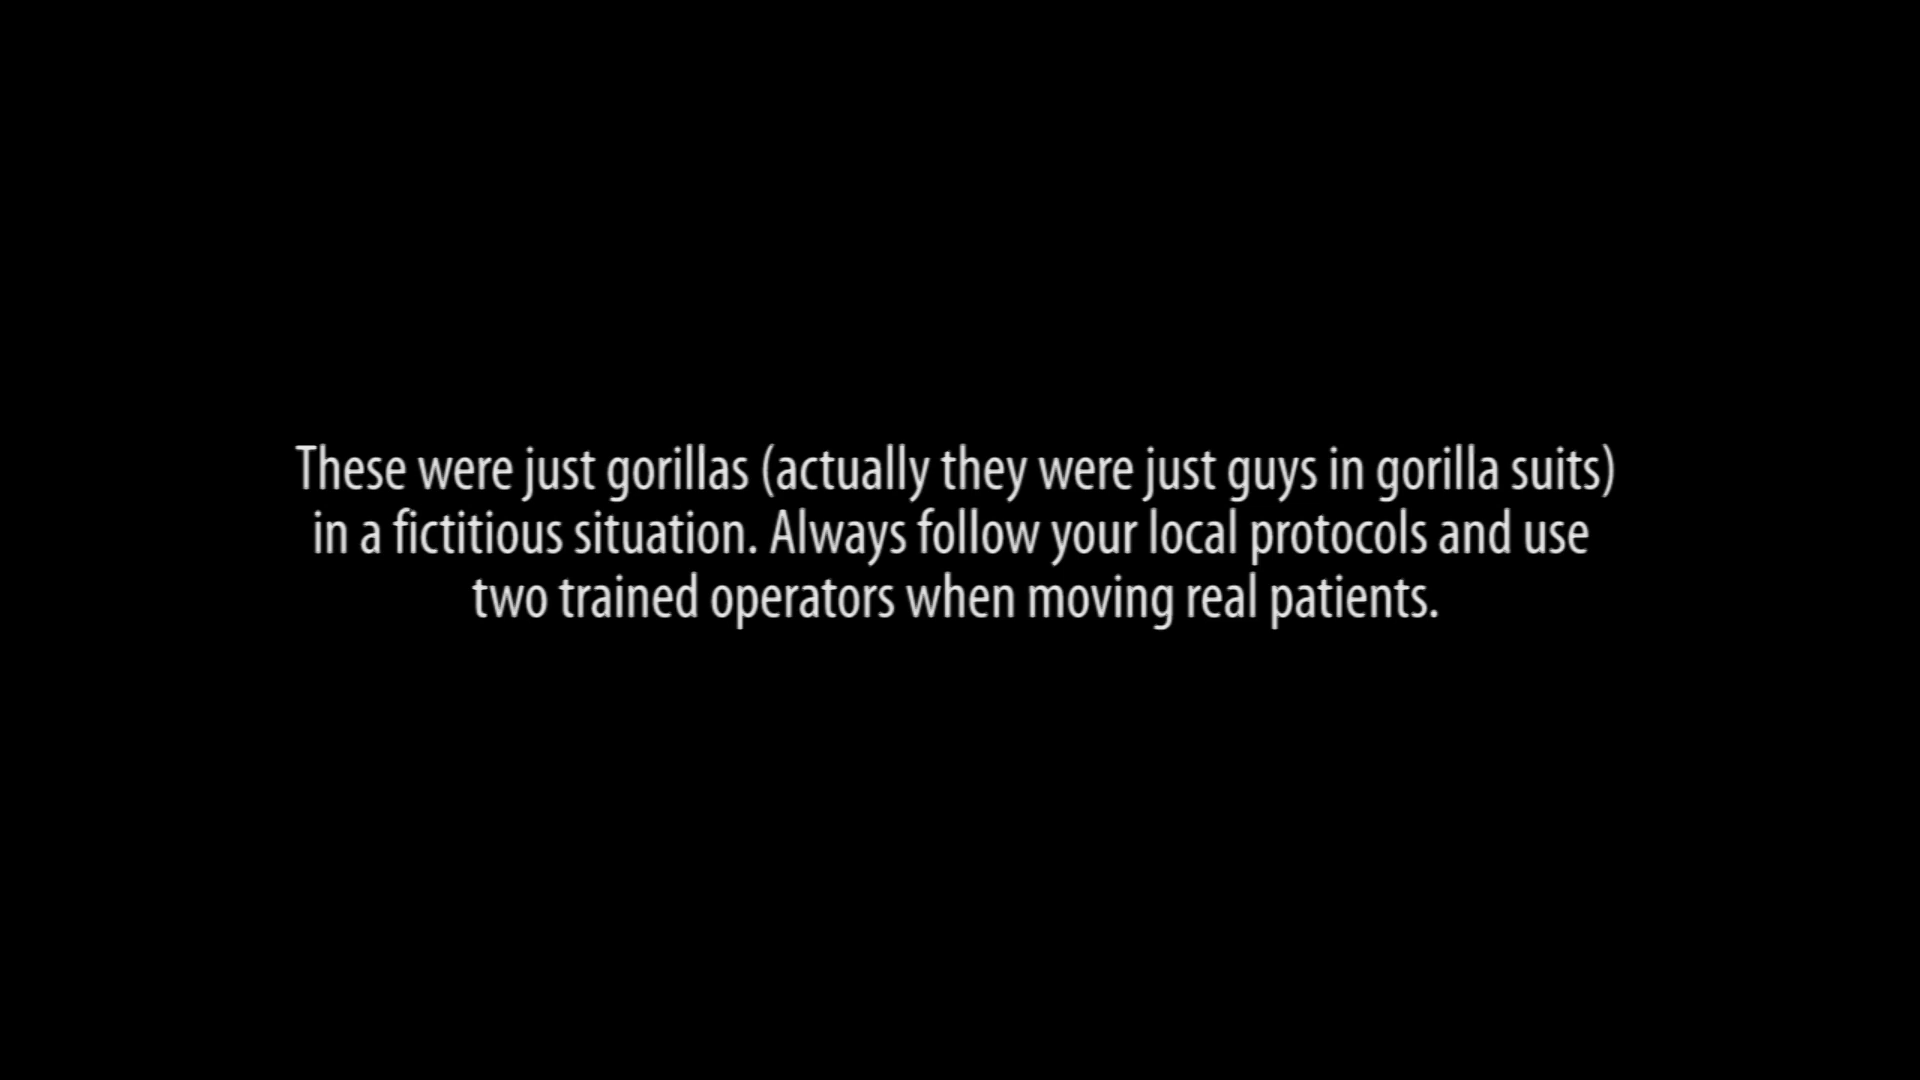 These were just gorillas (actually they were just guys in gorilla suits)
in a fictitious situation. Always follow your local protocols and use
two trained operators when moving real patients.